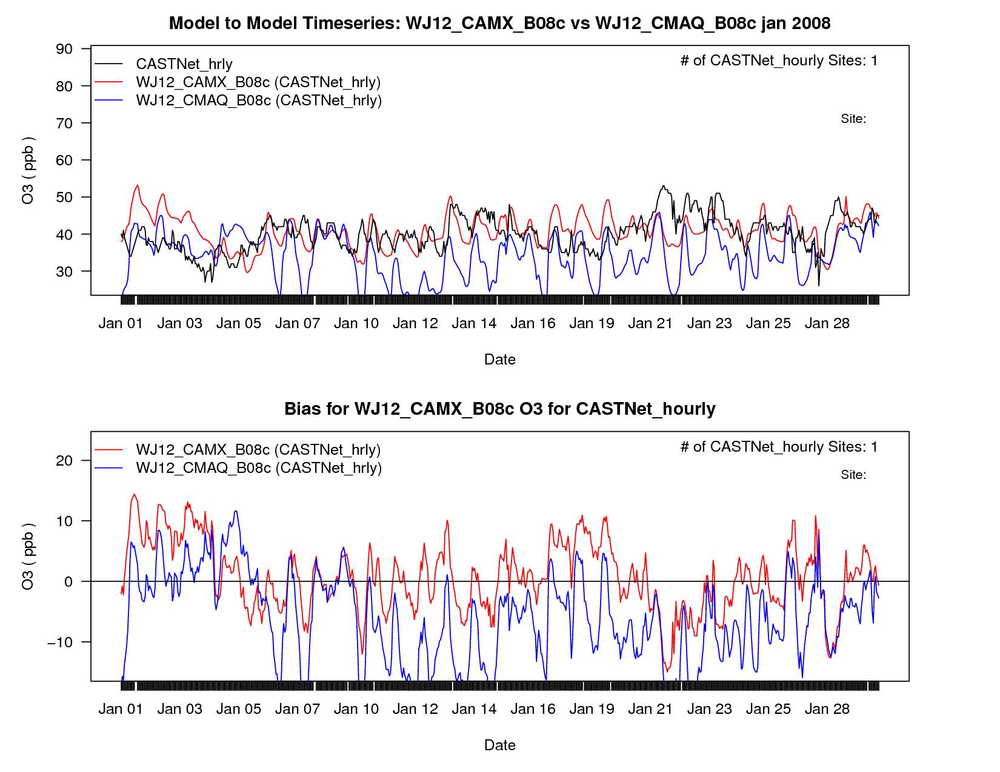 Model to Model Timeseries: WJ12_CAMX_B08c vs WJ12_CMAQ_B08c jan 2008
CASTNet_hrly
WJ12_CAMX_B08c (CASTNet_hrly)
WJ12_CMAQ_B08c (CASTNet_hrly)
# of CASTNet_hourly Sites: 1
Site:
O3 ( ppb )
90
80
70
60
50
40
30
Jan 01 Jan 03 Jan 05 Jan 07 Jan 10 Jan 12 Jan 14 Jan 16 Jan 19 Jan 21 Jan 23 Jan 25 Jan 28
Date
Bias for WJ12_CAMX_B08c O3 for CASTNet_hourly
WJ12_CAMX_B08c (CASTNet_hrly)
WJ12_CMAQ_B08c (CASTNet_hrly)
# of CASTNet_hourly Sites: 1
Site:
O3 ( ppb )
20
10
0
−10
Jan 01 Jan 03 Jan 05 Jan 07 Jan 10 Jan 12 Jan 14 Jan 16 Jan 19 Jan 21 Jan 23 Jan 25 Jan 28
Date